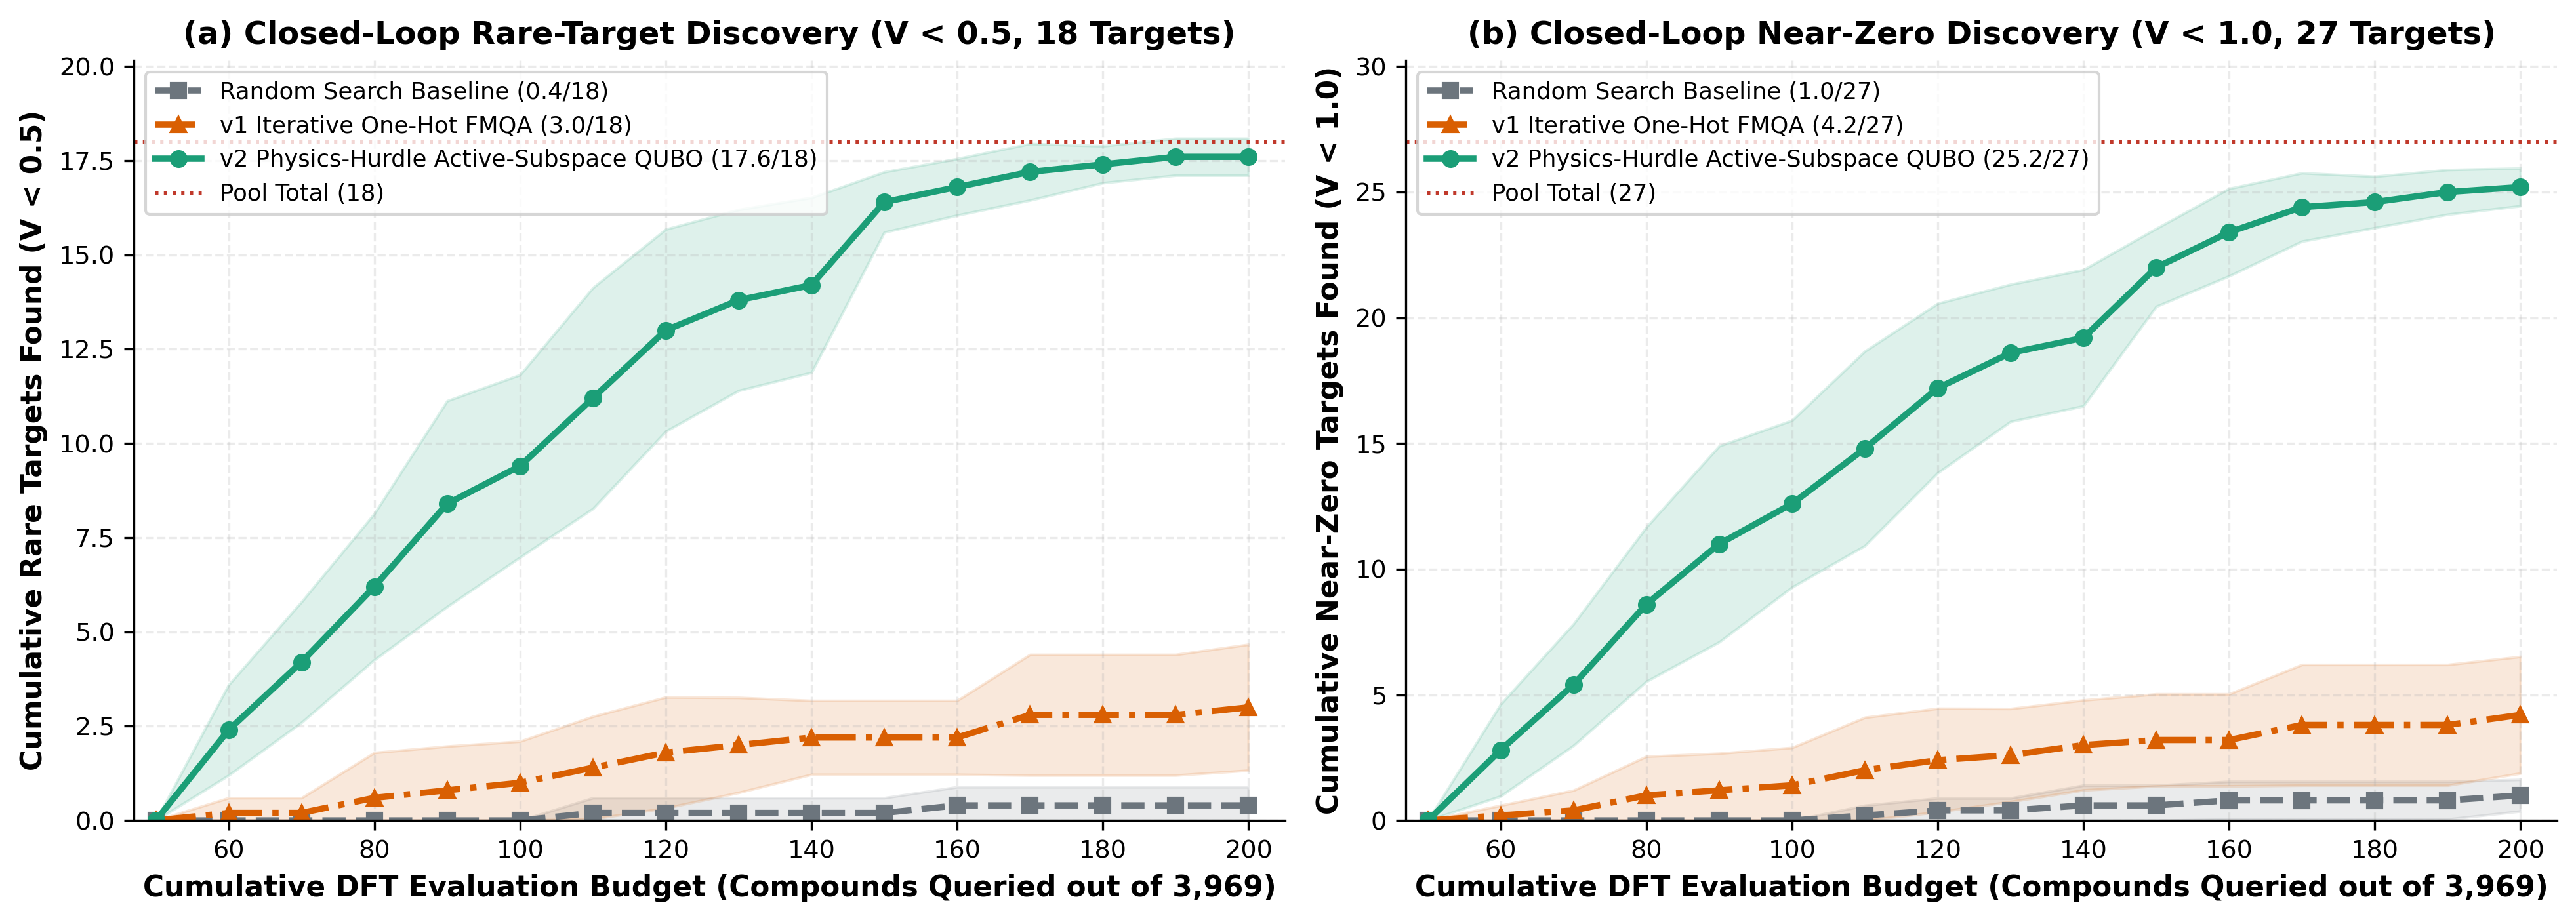 (a) Closed-Loop Rare-Target Discovery (V < 0.5, 18 Targets)
Cumulative Rare Targets Found (V < 0.5)
20.0
17.5
15.0
12.5
10.0
7.5
5.0
2.5
0.0
Random Search Baseline (0.4/18)
v1 Iterative One-Hot FMQA (3.0/18)
v2 Physics-Hurdle Active-Subspace QUBO (17.6/18)
Pool Total (18)
60 80 100 120 140 160 180 200
Cumulative DFT Evaluation Budget (Compounds Queried out of 3,969)
(b) Closed-Loop Near-Zero Discovery (V < 1.0, 27 Targets)
Cumulative Near-Zero Targets Found (V < 1.0)
30
25
20
15
10
5
0
Random Search Baseline (1.0/27)
v1 Iterative One-Hot FMQA (4.2/27)
v2 Physics-Hurdle Active-Subspace QUBO (25.2/27)
Pool Total (27)
60 80 100 120 140 160 180 200
Cumulative DFT Evaluation Budget (Compounds Queried out of 3,969)